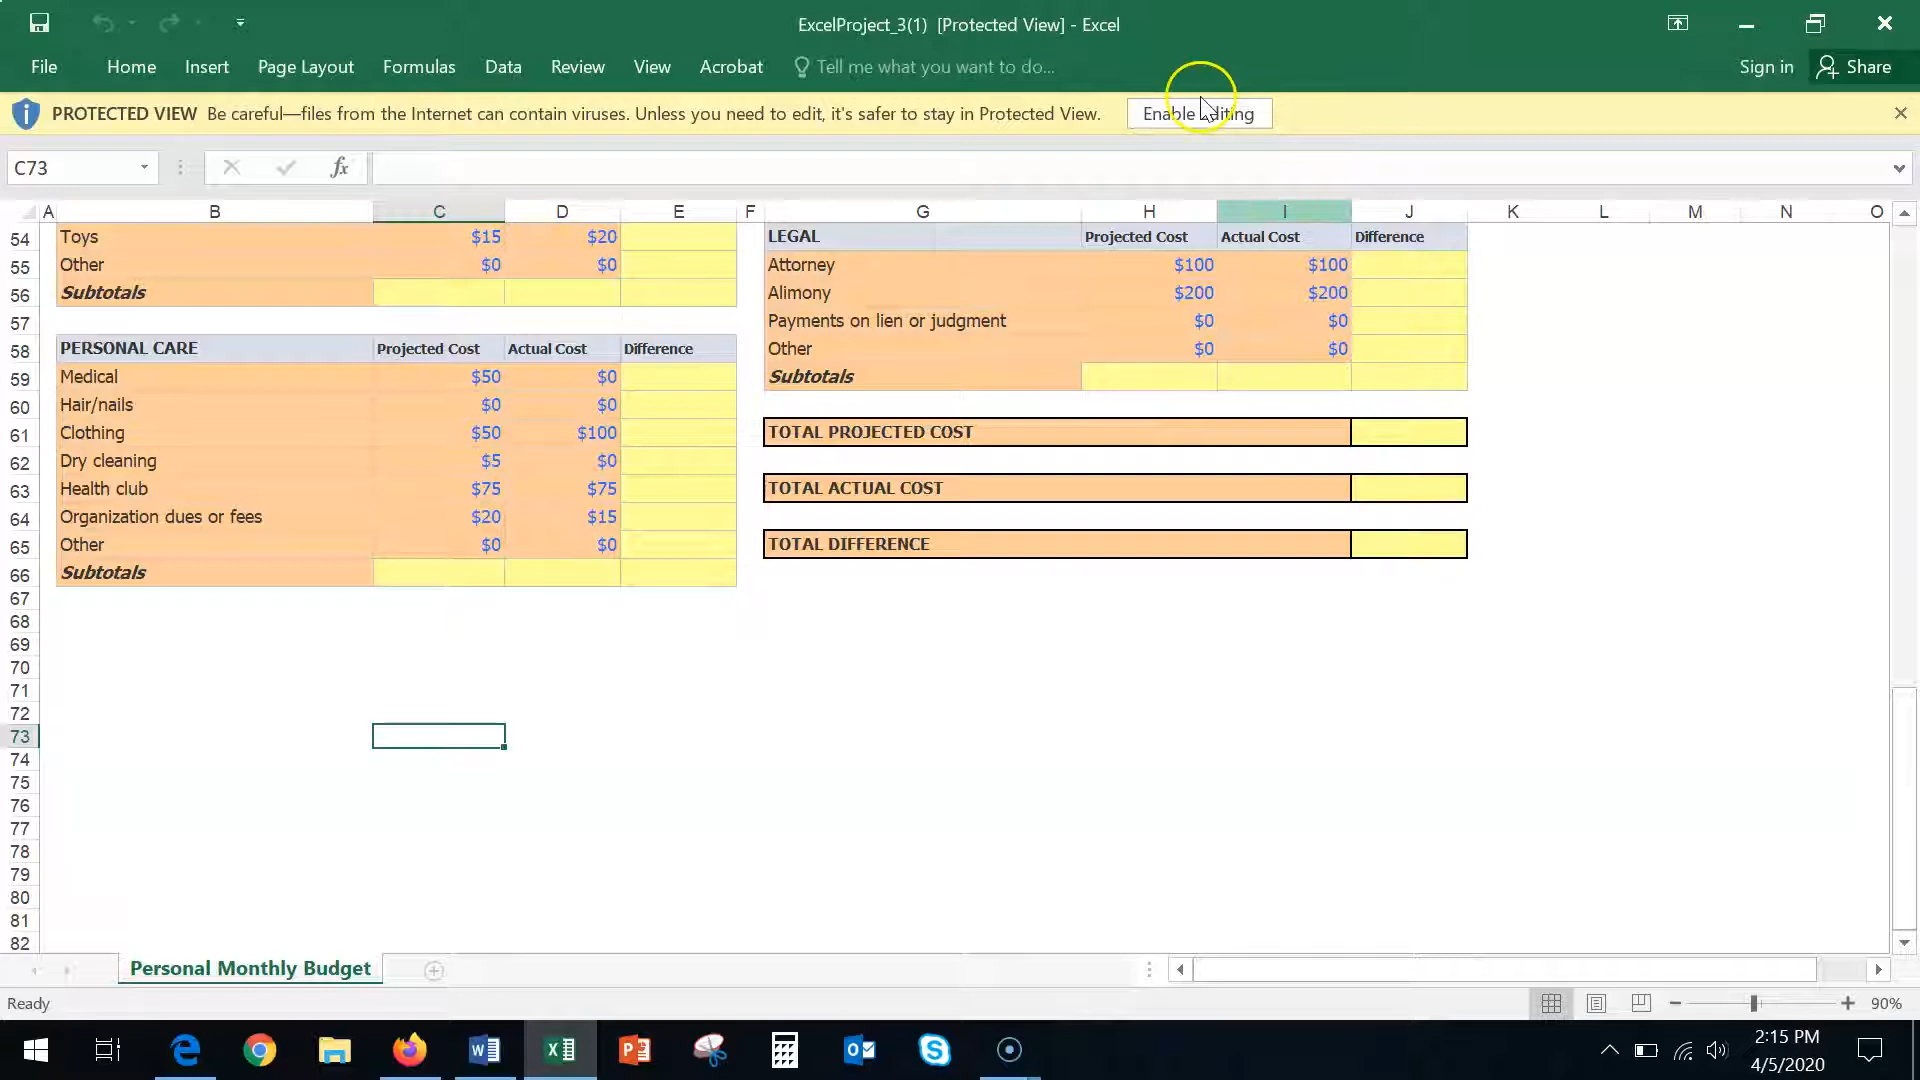 ExcelProject_3(1) [Protected View] - Excel
File Home Insert Page Layout Formulas Data Review View Acrobat Tell me what you want to do... Sign in Share
PROTECTED VIEW Be careful—files from the Internet can contain viruses. Unless you need to edit, it's safer to stay in Protected View. Enable Editing
C73 fx
A B C D E F G H I J K L M N O
54 Toys $15 $20 LEGAL Projected Cost Actual Cost Difference
55 Other $0 $0 Attorney $100 $100
56 Subtotals Alimony $200 $200
57 Payments on lien or judgment $0 $0
58 PERSONAL CARE Projected Cost Actual Cost Difference Other $0 $0
59 Medical $50 $0 Subtotals
60 Hair/nails $0 $0
61 Clothing $50 $100 TOTAL PROJECTED COST
62 Dry cleaning $5 $0
63 Health club $75 $75 TOTAL ACTUAL COST
64 Organization dues or fees $20 $15
65 Other $0 $0 TOTAL DIFFERENCE
66 Subtotals
67
68
69
70
71
72
73
74
75
76
77
78
79
80
81
82
Personal Monthly Budget
Ready 90%
2:15 PM
4/5/2020